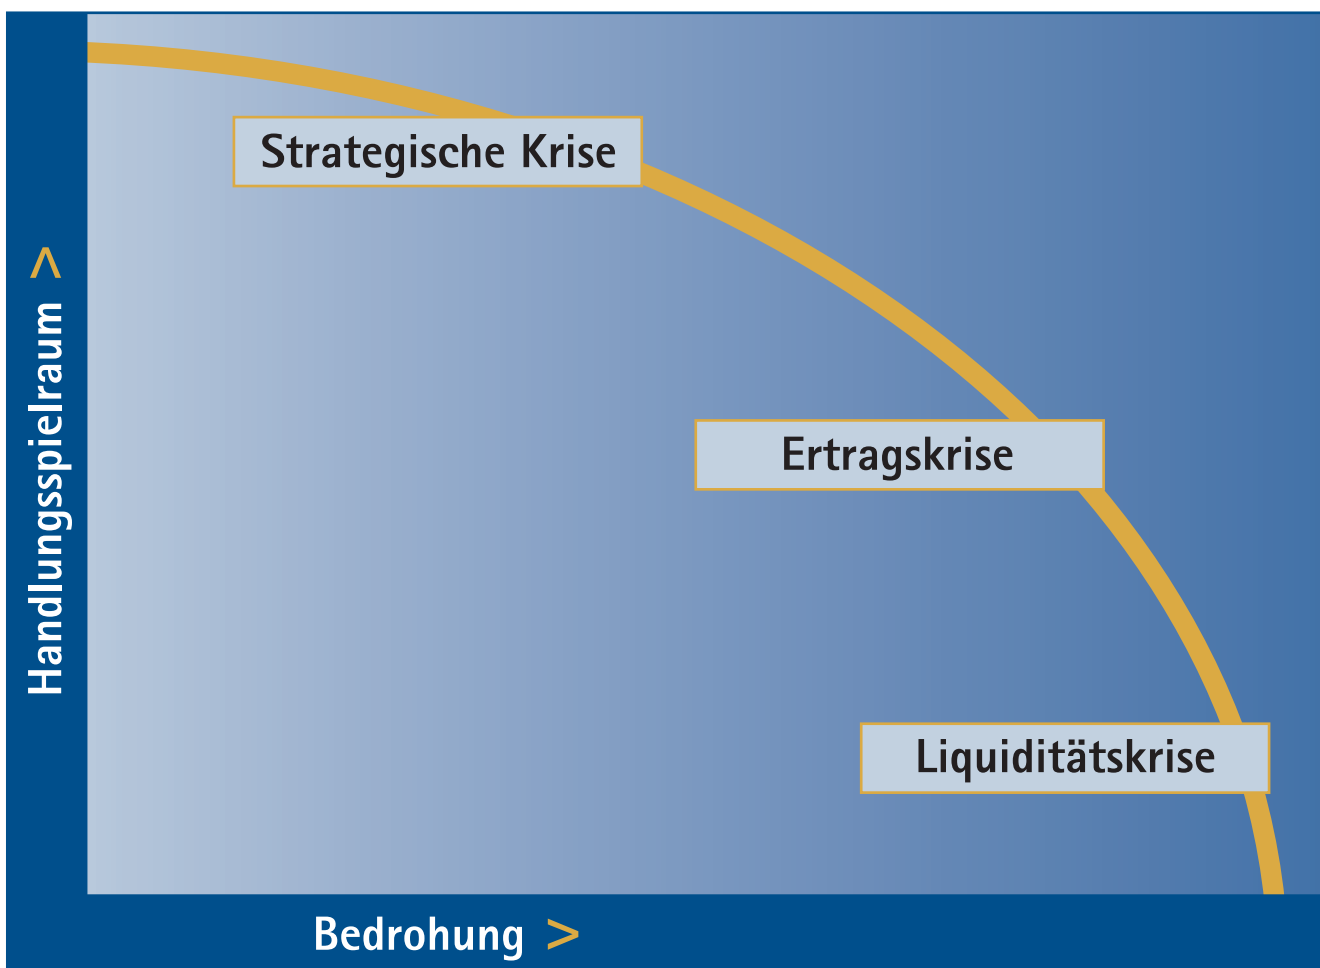 Strategische Krise
Handlungsspielraum >
Ertragskrise
Liquiditätskrise
Bedrohung >